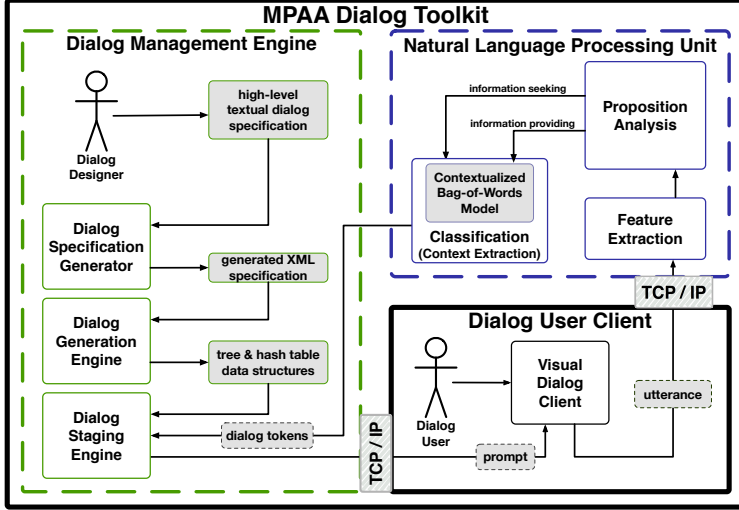 MPAA Dialog Toolkit
Dialog Management Engine
high-level
textual dialog
specification
Dialog
Designer
Dialog
Specification
Generator
generated XML
specification
Dialog
Generation
Engine
tree & hash table
data structures
Dialog
Staging
Engine
dialog tokens
TCP / IP
Natural Language Processing Unit
information seeking
information providing
Proposition
Analysis
Contextualized
Bag-of-Words
Model
Classification
(Context Extraction)
Feature
Extraction
TCP / IP
Dialog User Client
Visual
Dialog
Client
utterance
Dialog
User
prompt